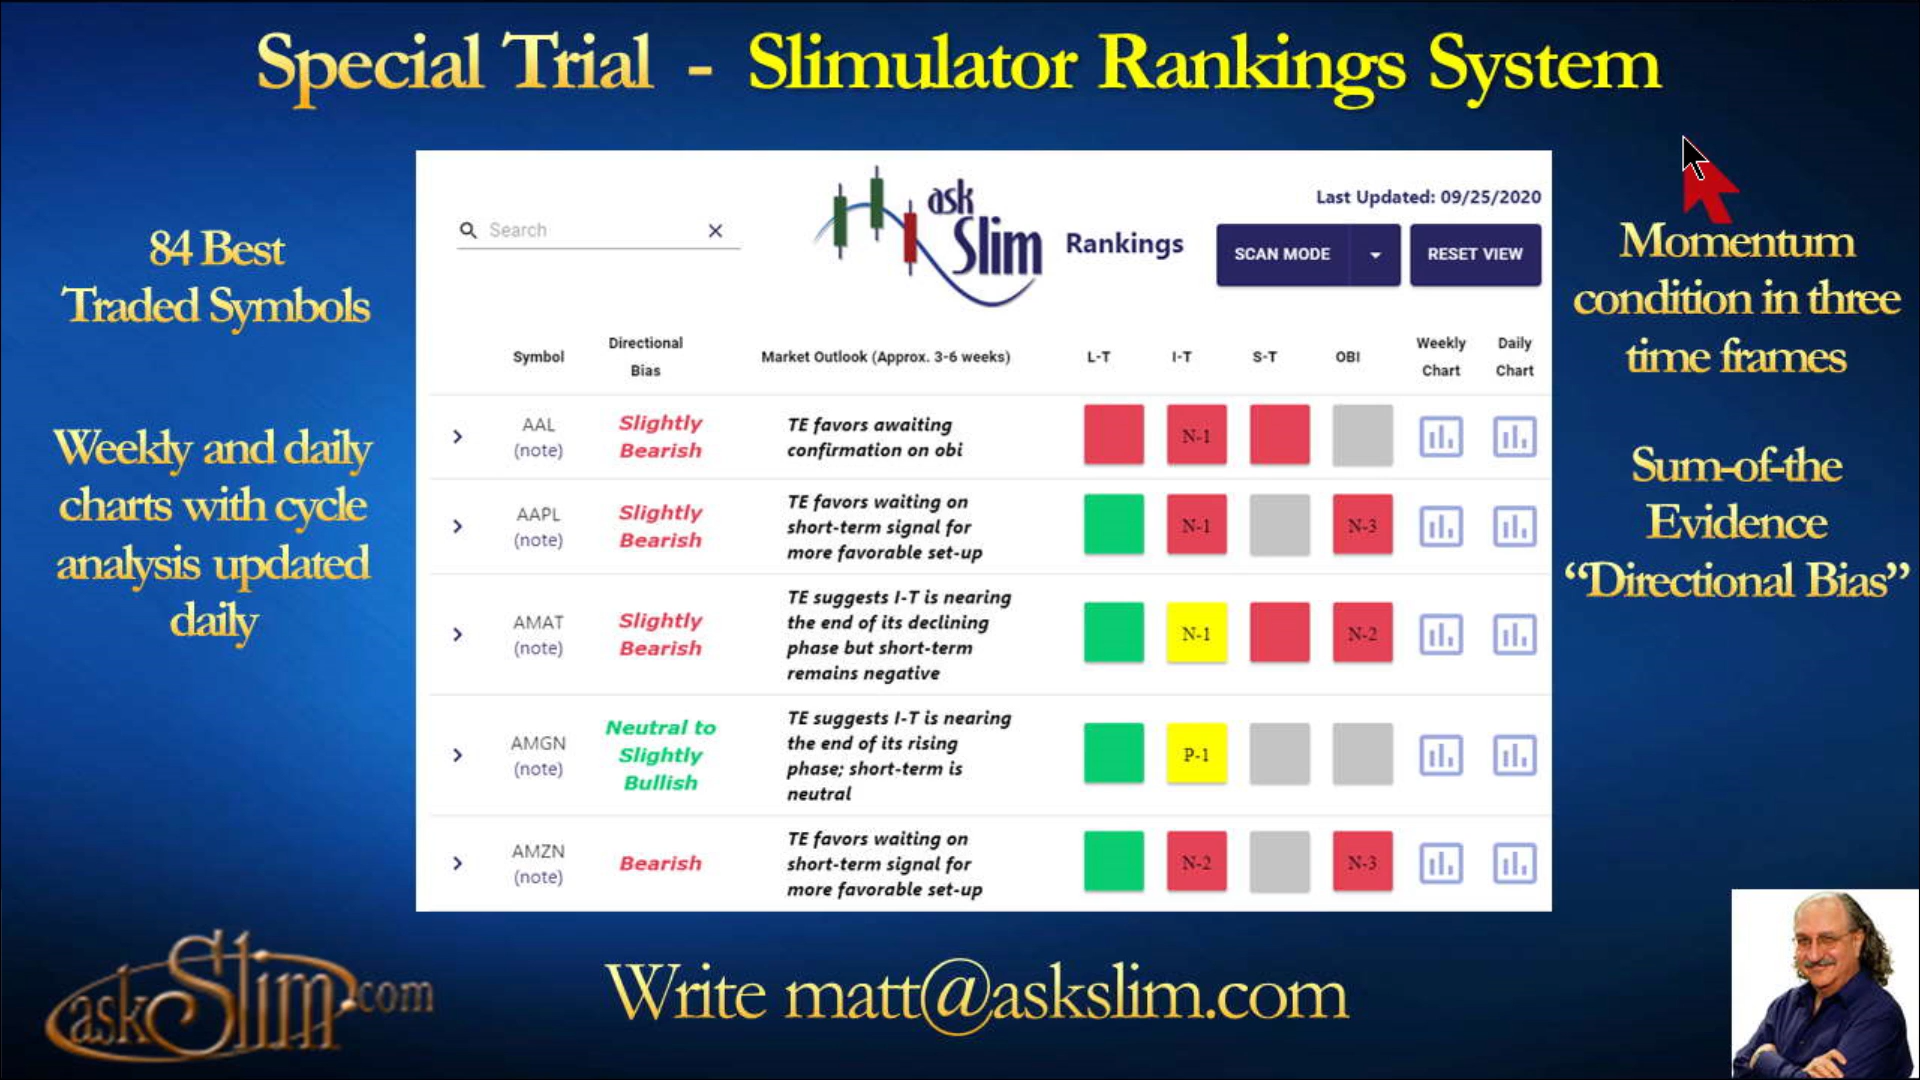 Special Trial - Slimulator Rankings System
84 Best
Traded Symbols
Weekly and daily
charts with cycle
analysis updated
daily
Search
ask
Slim
Rankings
Last Updated: 09/25/2020
SCAN MODE
RESET VIEW
Symbol
Directional
Bias
Market Outlook (Approx. 3-6 weeks)
L-T
I-T
S-T
OBI
Weekly
Chart
Daily
Chart
AAL
(note)
Slightly
Bearish
TE favors awaiting
confirmation on obi
N-1
AAPL
(note)
Slightly
Bearish
TE favors waiting on
short-term signal for
more favorable set-up
N-1
N-3
AMAT
(note)
Slightly
Bearish
TE suggests I-T is nearing
the end of its declining
phase but short-term
remains negative
N-1
N-2
AMGN
(note)
Neutral to
Slightly
Bullish
TE suggests I-T is nearing
the end of its rising
phase; short-term is
neutral
P-1
AMZN
(note)
Bearish
TE favors waiting on
short-term signal for
more favorable set-up
N-2
N-3
Momentum
condition in three
time frames
Sum-of-the
Evidence
“Directional Bias”
askSlim.com
Write matt@askslim.com